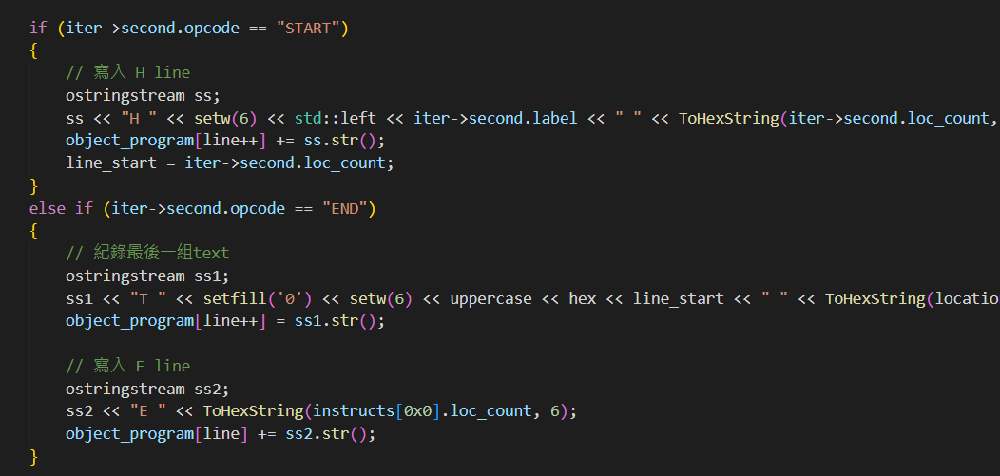 if (iter->second.opcode == "START")
{
    // 寫入 H line
    ostringstream ss;
    ss << "H " << setw(6) << std::left << iter->second.label << " " << ToHexString(iter->second.loc_count,
    object_program[line++] += ss.str();
    line_start = iter->second.loc_count;
}
else if (iter->second.opcode == "END")
{
    // 紀錄最後一組text
    ostringstream ss1;
    ss1 << "T " << setfill('0') << setw(6) << uppercase << hex << line_start << " " << ToHexString(locatio
    object_program[line++] = ss1.str();

    // 寫入 E line
    ostringstream ss2;
    ss2 << "E " << ToHexString(instructs[0x0].loc_count, 6);
    object_program[line] += ss2.str();
}